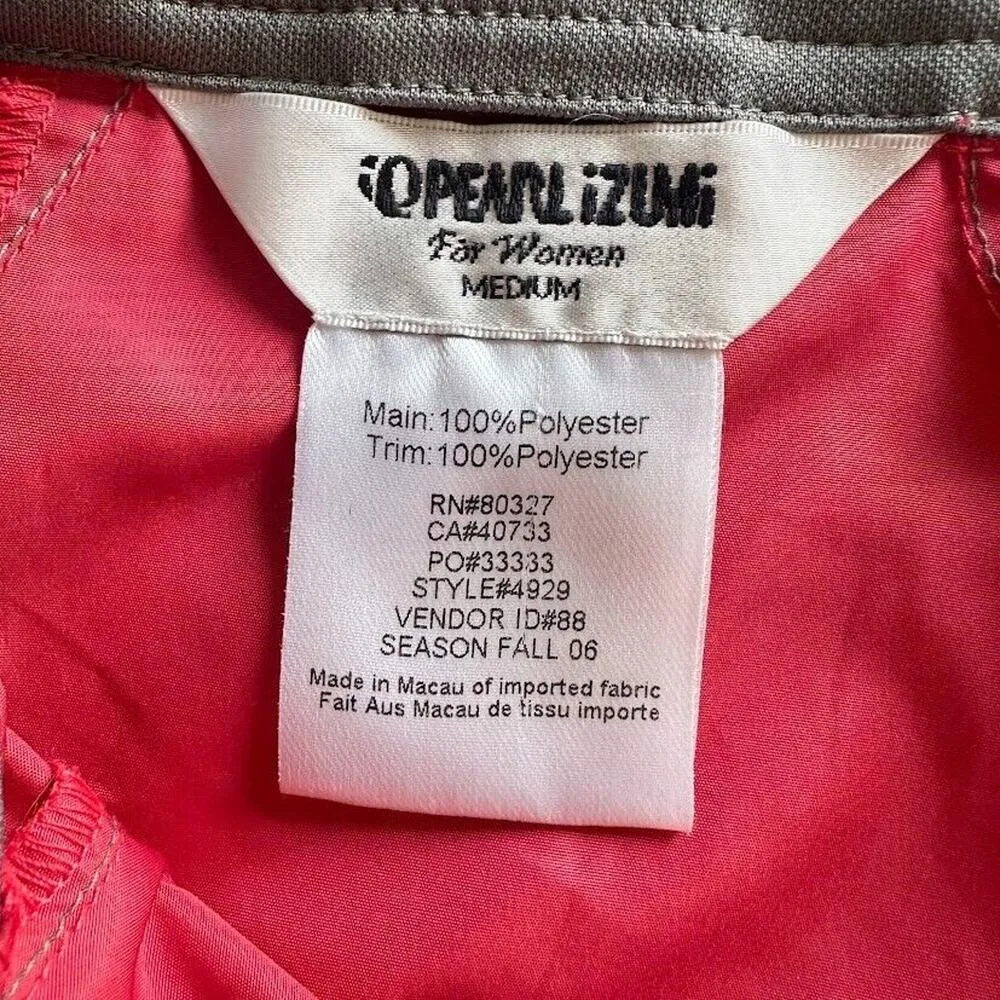 PEARL iZUMi
For Women
MEDIUM
Main:100%Polyester
Trim:100%Polyester
RN#80327
CA#40733
PO#33333
STYLE#4929
VENDOR ID#88
SEASON FALL 06
Made in Macau of imported fabric
Fait Aus Macau de tissu importe